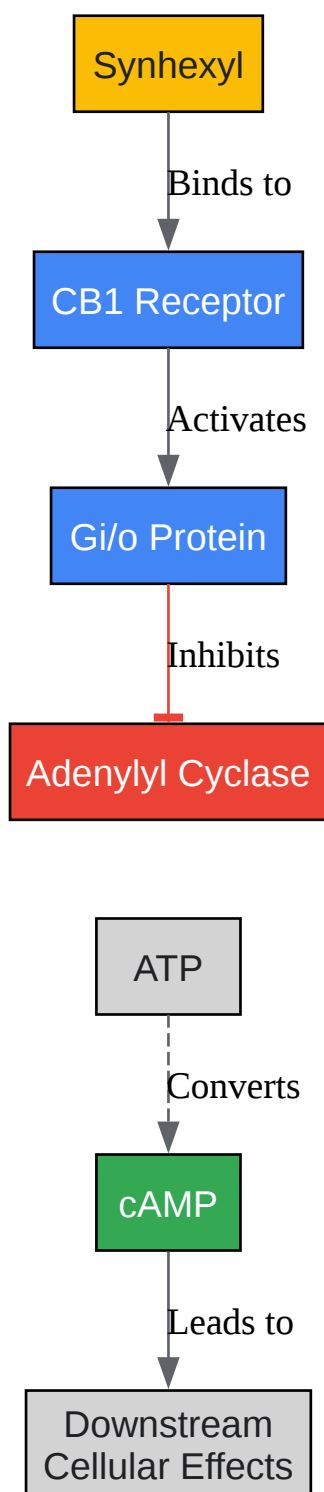 Synhexyl
Binds to
CB1 Receptor
Activates
Gi/o Protein
Inhibits
Adenylyl Cyclase
ATP
Converts
cAMP
Leads to
Downstream
Cellular Effects